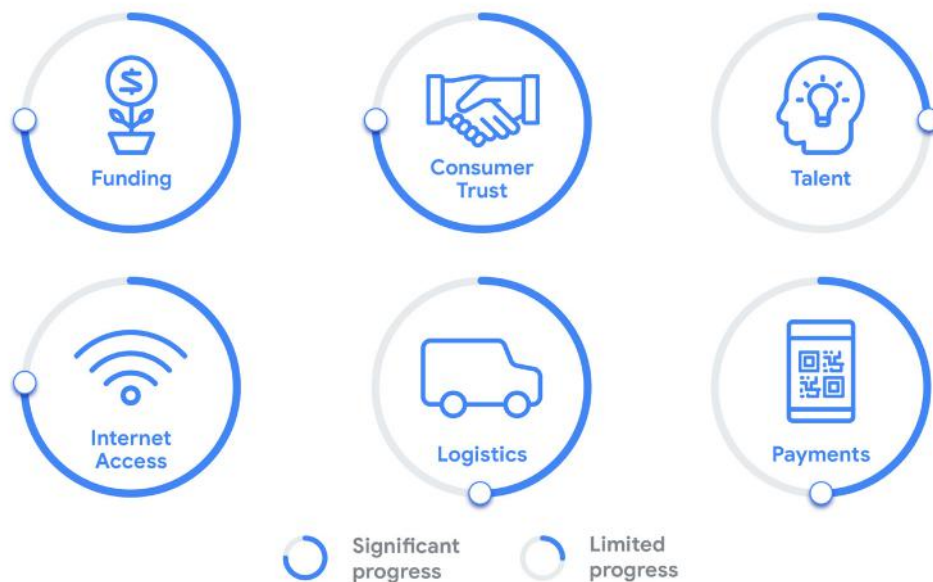 Funding
Consumer
Trust
Talent
Internet
Access
Logistics
Payments
Significant
progress
Limited
progress